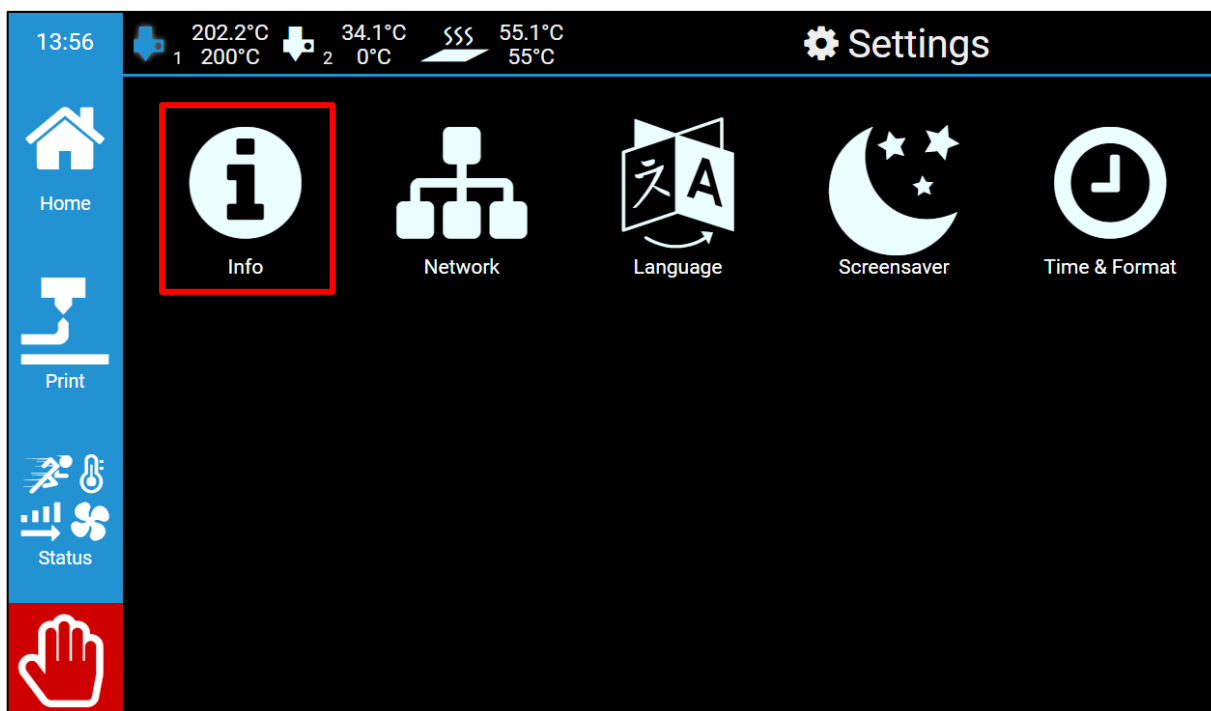 13:56
1 202.2°C 2 34.1°C 55.1°C
200°C 0°C 55°C
Settings
Home
Print
Status
Info
Network
文 A
Language
Screensaver
Time & Format